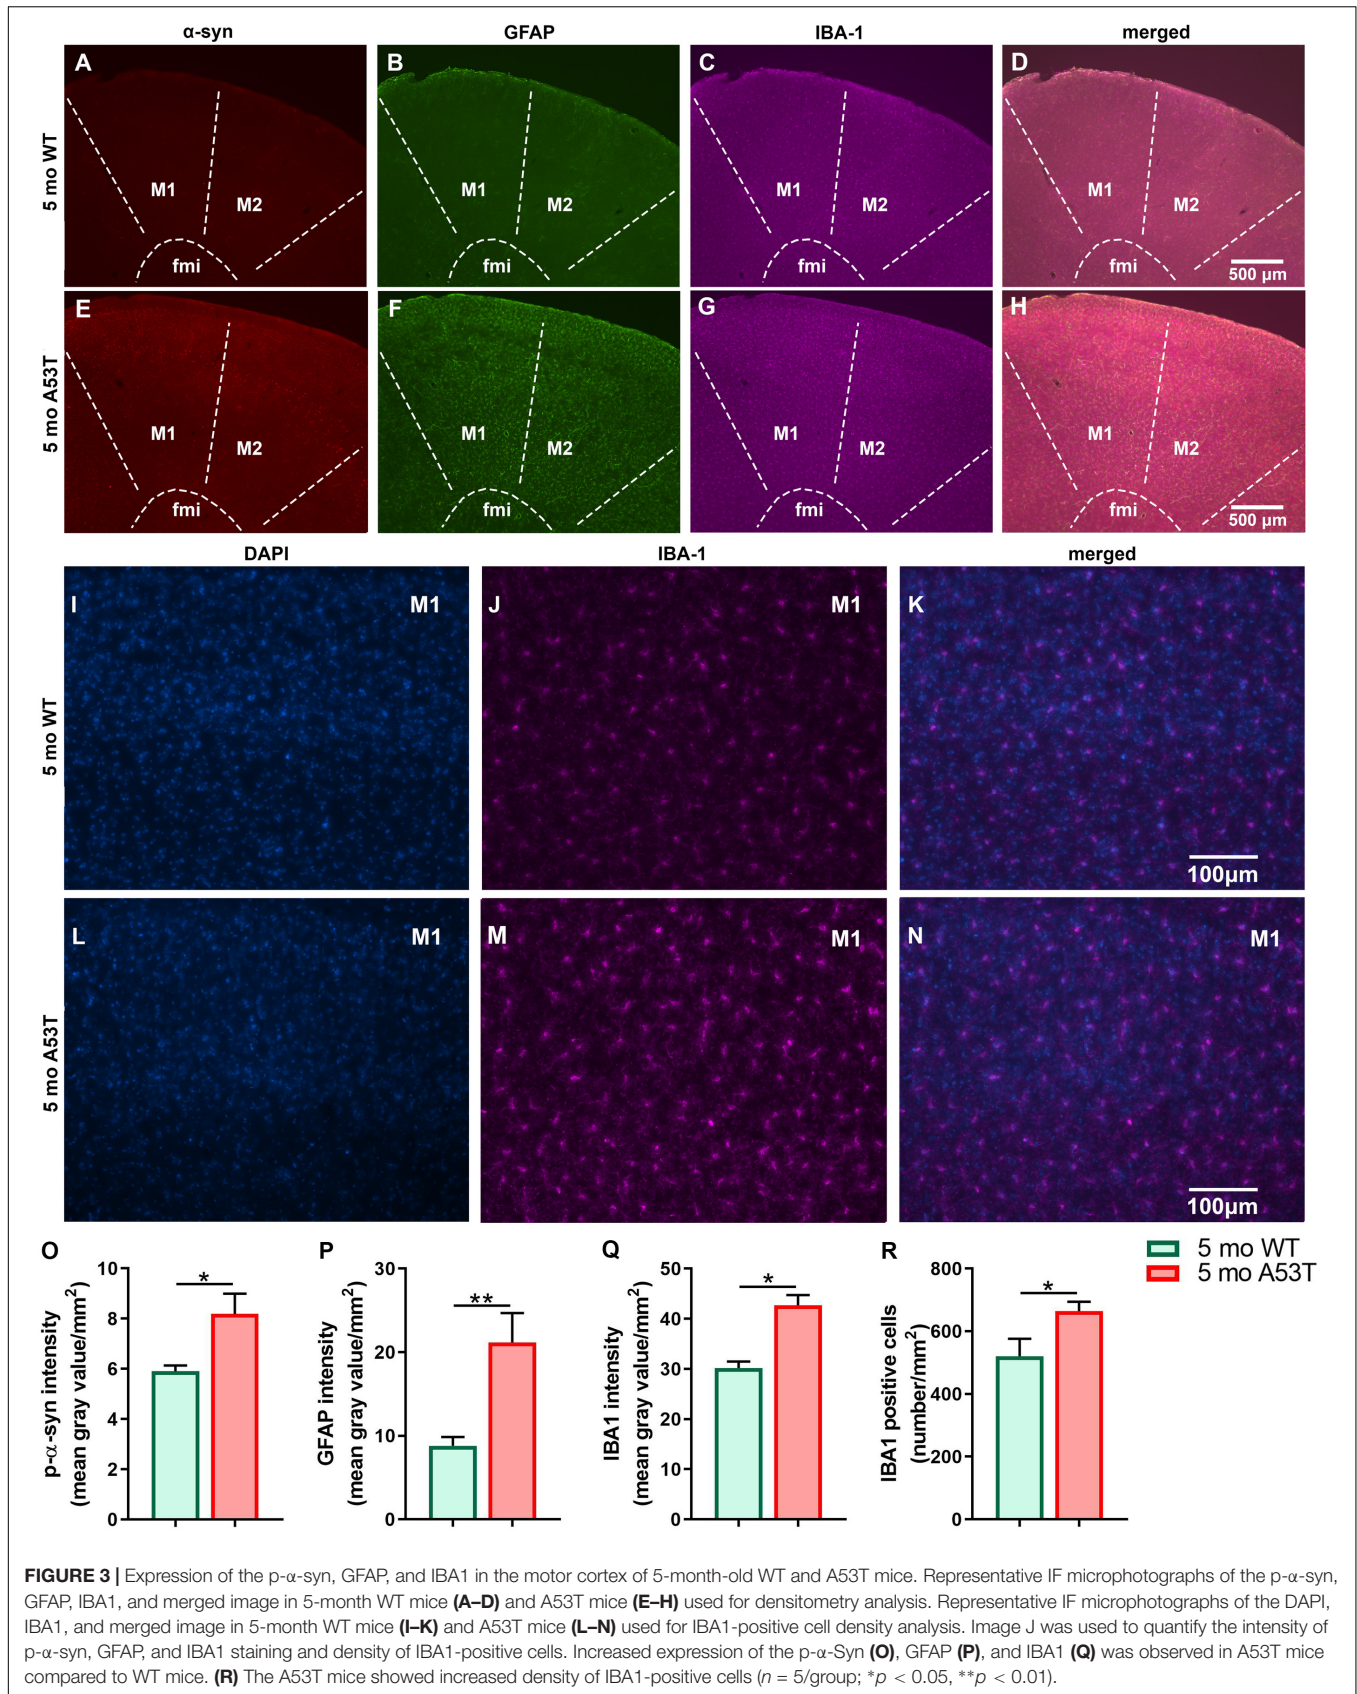 α-syn GFAP IBA-1 merged
5 mo WT
A B C D
M1 M2 M1 M2 M1 M2 M1 M2
fmi fmi fmi 500 µm
5 mo A53T
E F G H
M1 M2 M1 M2 M1 M2 M1 M2
fmi fmi fmi 500 µm
DAPI IBA-1 merged
5 mo WT
I M1 J M1 K
100µm
5 mo A53T
L M1 M M1 N M1
100µm
O P Q R
5 mo WT
5 mo A53T
p-α-syn intensity
(mean gray value/mm2)
10
8
6
4
2
0
*
GFAP intensity
(mean gray value/mm2)
30
20
10
0
**
IBA1 intensity
(mean gray value/mm2)
50
40
30
20
10
0
*
IBA1 positive cells
(number/mm2)
800
600
400
200
0
*
FIGURE 3 | Expression of the p-α-syn, GFAP, and IBA1 in the motor cortex of 5-month-old WT and A53T mice. Representative IF microphotographs of the p-α-syn,
GFAP, IBA1, and merged image in 5-month WT mice (A–D) and A53T mice (E–H) used for densitometry analysis. Representative IF microphotographs of the DAPI,
IBA1, and merged image in 5-month WT mice (I–K) and A53T mice (L–N) used for IBA1-positive cell density analysis. Image J was used to quantify the intensity of
p-α-syn, GFAP, and IBA1 staining and density of IBA1-positive cells. Increased expression of the p-α-Syn (O), GFAP (P), and IBA1 (Q) was observed in A53T mice
compared to WT mice. (R) The A53T mice showed increased density of IBA1-positive cells (n = 5/group; *p < 0.05, **p < 0.01).